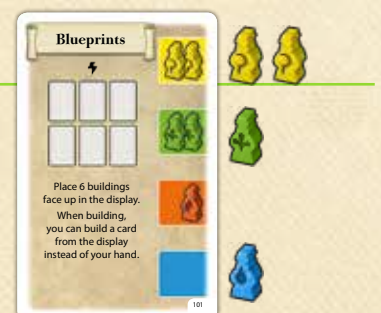 Blueprints
Place 6 buildings
face up in the display.
When building,
you can build a card
from the display
instead of your hand.
101